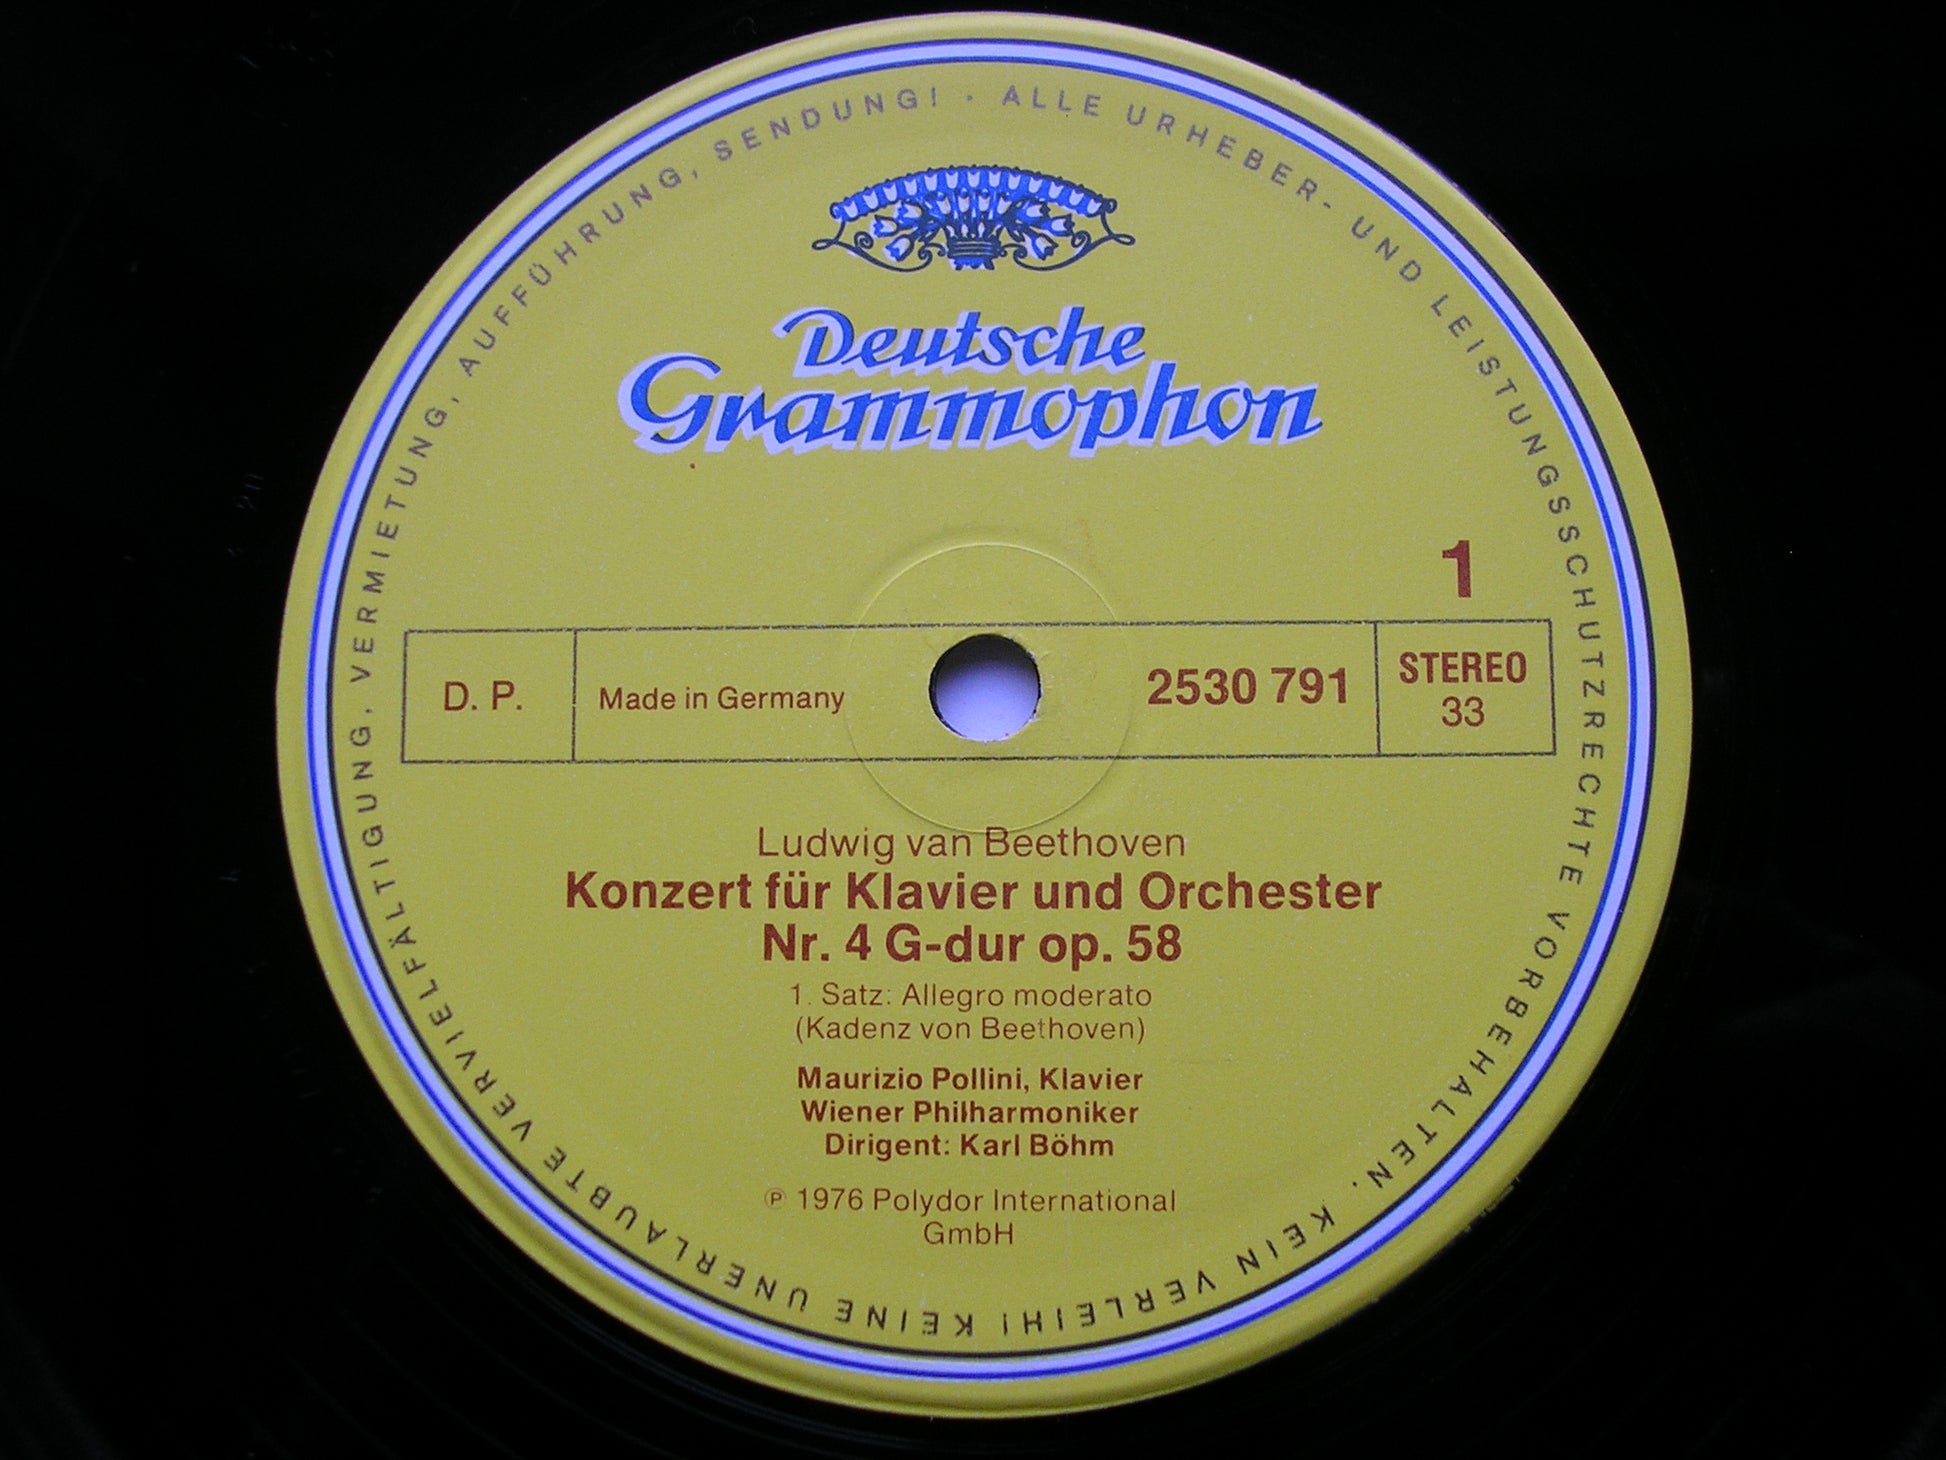 ALLE URHEBER- UND LEISTUNGSSCHUTZRECHTE VORBEHALTEN. KEIN VERLEIH! KEINE UNERLAUBTE VERVIELFÄLTIGUNG, VERMIETUNG, AUFFÜHRUNG, SENDUNG! ·
Deutsche
Grammophon
1
D. P.
Made in Germany
2530 791
STEREO
33
Ludwig van Beethoven
Konzert für Klavier und Orchester
Nr. 4 G-dur op. 58
1. Satz: Allegro moderato
(Kadenz von Beethoven)
Maurizio Pollini, Klavier
Wiener Philharmoniker
Dirigent: Karl Böhm
℗ 1976 Polydor International
GmbH